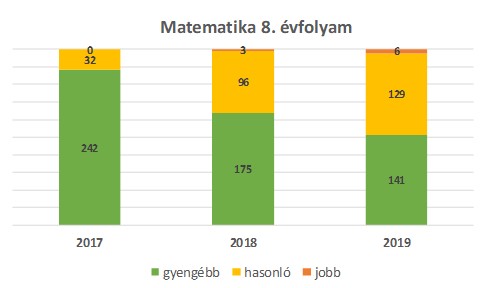 Matematika 8. évfolyam
0 3 6
32 96 129
242 175 141
2017 2018 2019
gyengébb hasonló jobb